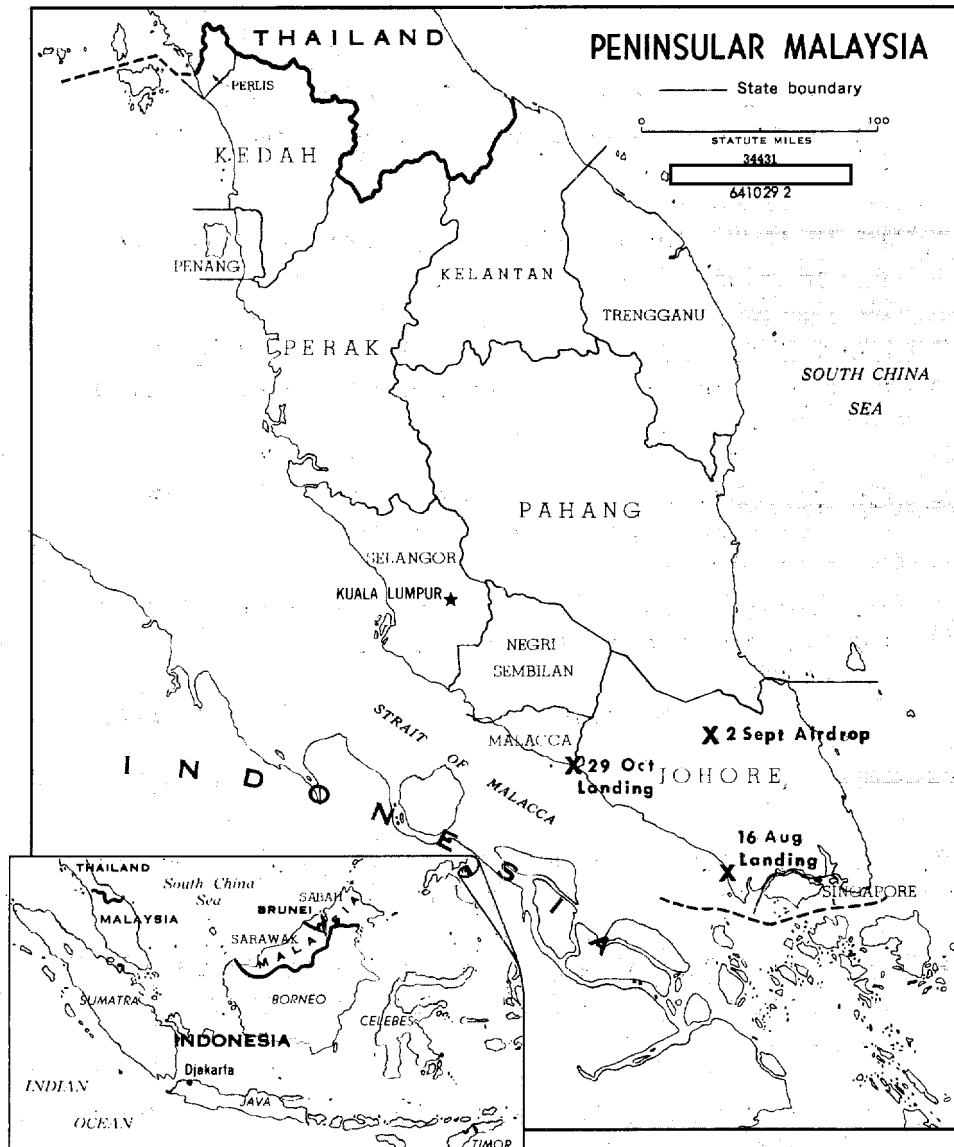 THAILAND
PENINSULAR MALAYSIA
State boundary
0 100
STATUTE MILES
34431
641029 2
PERLIS
KEDAH
PENANG
KELANTAN
TRENGGANU
PERAK
SOUTH CHINA
SEA
PAHANG
SELANGOR
KUALA LUMPUR
NEGRI
SEMBILAN
STRAIT
OF
MALACCA
MALACCA
X 2 Sept Airdrop
X 29 Oct
Landing
JOHORE
16 Aug
Landing
X
SINGAPORE
INDONESIA
THAILAND
South China
Sea
MALAYSIA
SABAH
BRUNEI
SARAWAK
MALAYSIA
SUMATRA
BORNEO
CELEBES
INDONESIA
Djakarta
JAVA
INDIAN
OCEAN
TIMOR